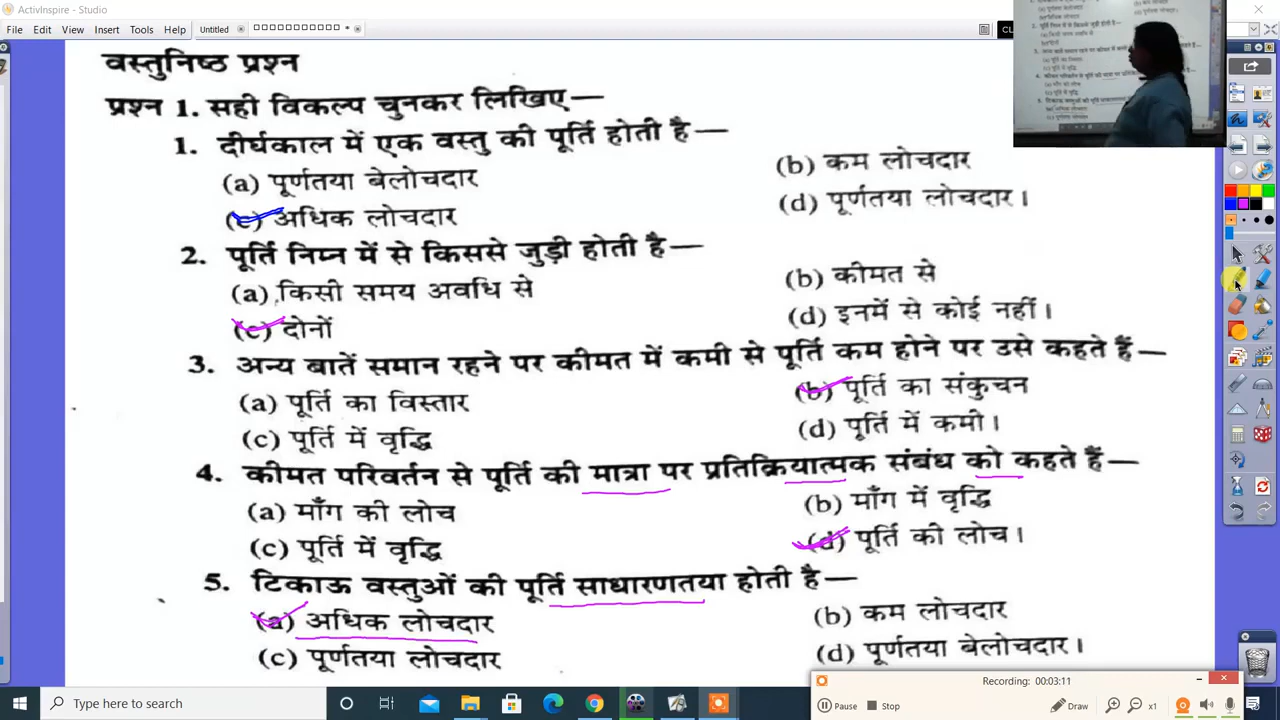 ActivInspire - Studio
File Edit View Insert Tools Help Untitled
वस्तुनिष्ठ प्रश्न
प्रश्न 1. सही विकल्प चुनकर लिखिए—
1. दीर्घकाल में एक वस्तु की पूर्ति होती है—
(a) पूर्णतया बेलोचदार (b) कम लोचदार
(c) अधिक लोचदार (d) पूर्णतया लोचदार।
2. पूर्ति निम्न में से किससे जुड़ी होती है—
(a) किसी समय अवधि से (b) कीमत से
(c) दोनों (d) इनमें से कोई नहीं।
3. अन्य बातें समान रहने पर कीमत में कमी से पूर्ति कम होने पर उसे कहते हैं—
(a) पूर्ति का विस्तार (b) पूर्ति का संकुचन
(c) पूर्ति में वृद्धि (d) पूर्ति में कमी।
4. कीमत परिवर्तन से पूर्ति की मात्रा पर प्रतिक्रियात्मक संबंध को कहते हैं—
(a) माँग की लोच (b) माँग में वृद्धि
(c) पूर्ति में वृद्धि (d) पूर्ति की लोच।
5. टिकाऊ वस्तुओं की पूर्ति साधारणतया होती है—
(a) अधिक लोचदार (b) कम लोचदार
(c) पूर्णतया लोचदार (d) पूर्णतया बेलोचदार।
Recording: 00:03:11
Pause Stop Draw x1
Type here to search